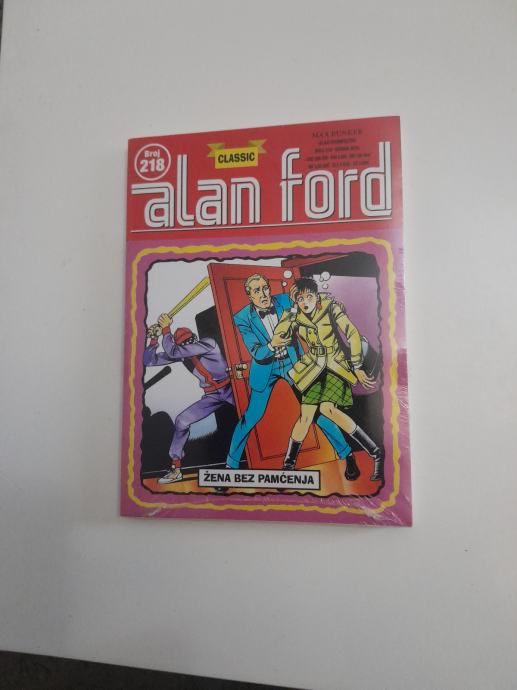 Broj
218
CLASSIC
MAX BUNKER
alan ford
ŽENA BEZ PAMĆENJA